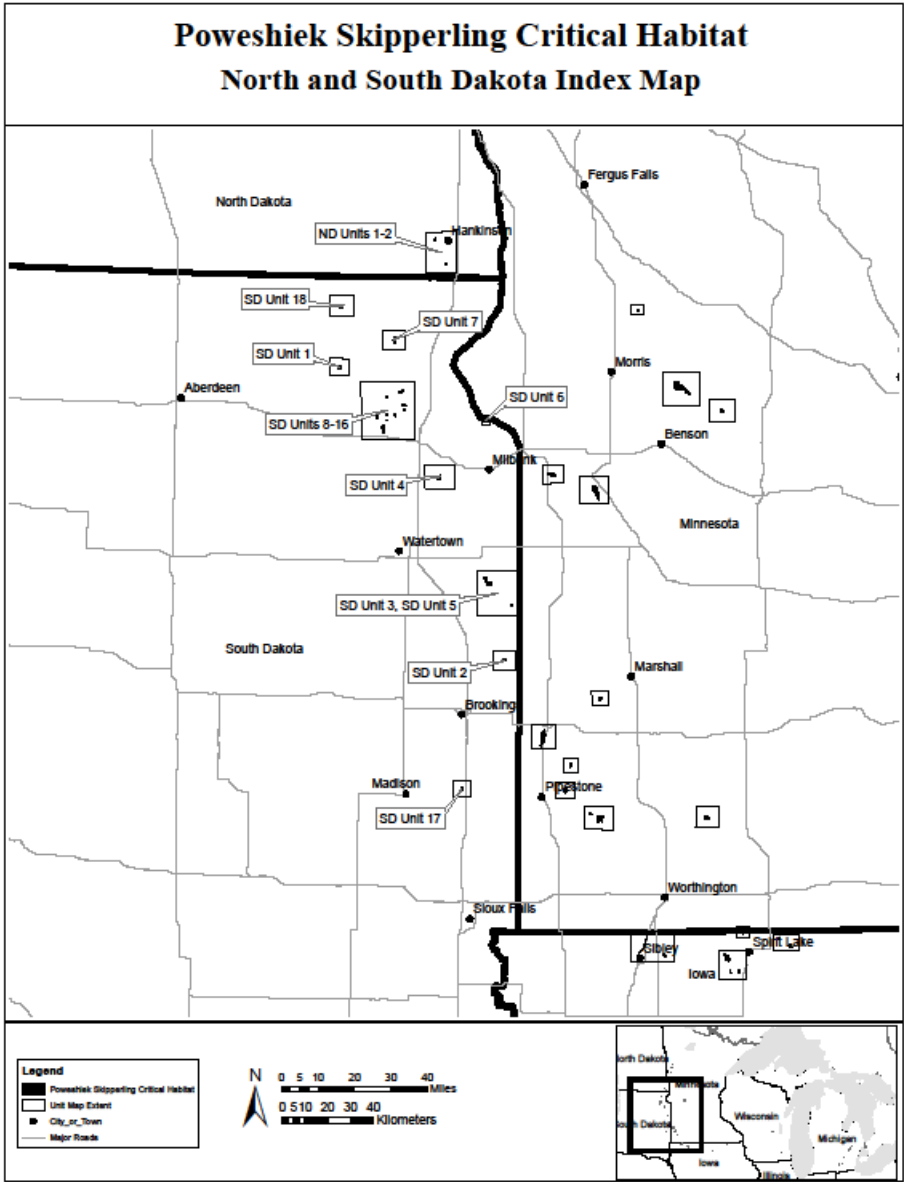 Poweshiek Skipperling Critical Habitat
North and South Dakota Index Map
Fergus Falls
North Dakota
ND Units 1-2
Hankinson
SD Unit 18
SD Unit 7
SD Unit 1
Morris
Aberdeen
SD Unit 6
SD Units 8-16
Benson
Milbank
SD Unit 4
Minnesota
Watertown
SD Unit 3, SD Unit 5
South Dakota
SD Unit 2
Marshall
Brookings
Madison
Pipestone
SD Unit 17
Worthington
Sioux Falls
Sibley
Spirit Lake
Iowa
Legend
Poweshiek Skipperling Critical Habitat
Unit Map Extent
City_or_Town
Major Roads
N
0 5 10 20 30 40
Miles
0 5 10 20 30 40
Kilometers
North Dakota
Minnesota
South Dakota
Wisconsin
Michigan
Iowa
Illinois